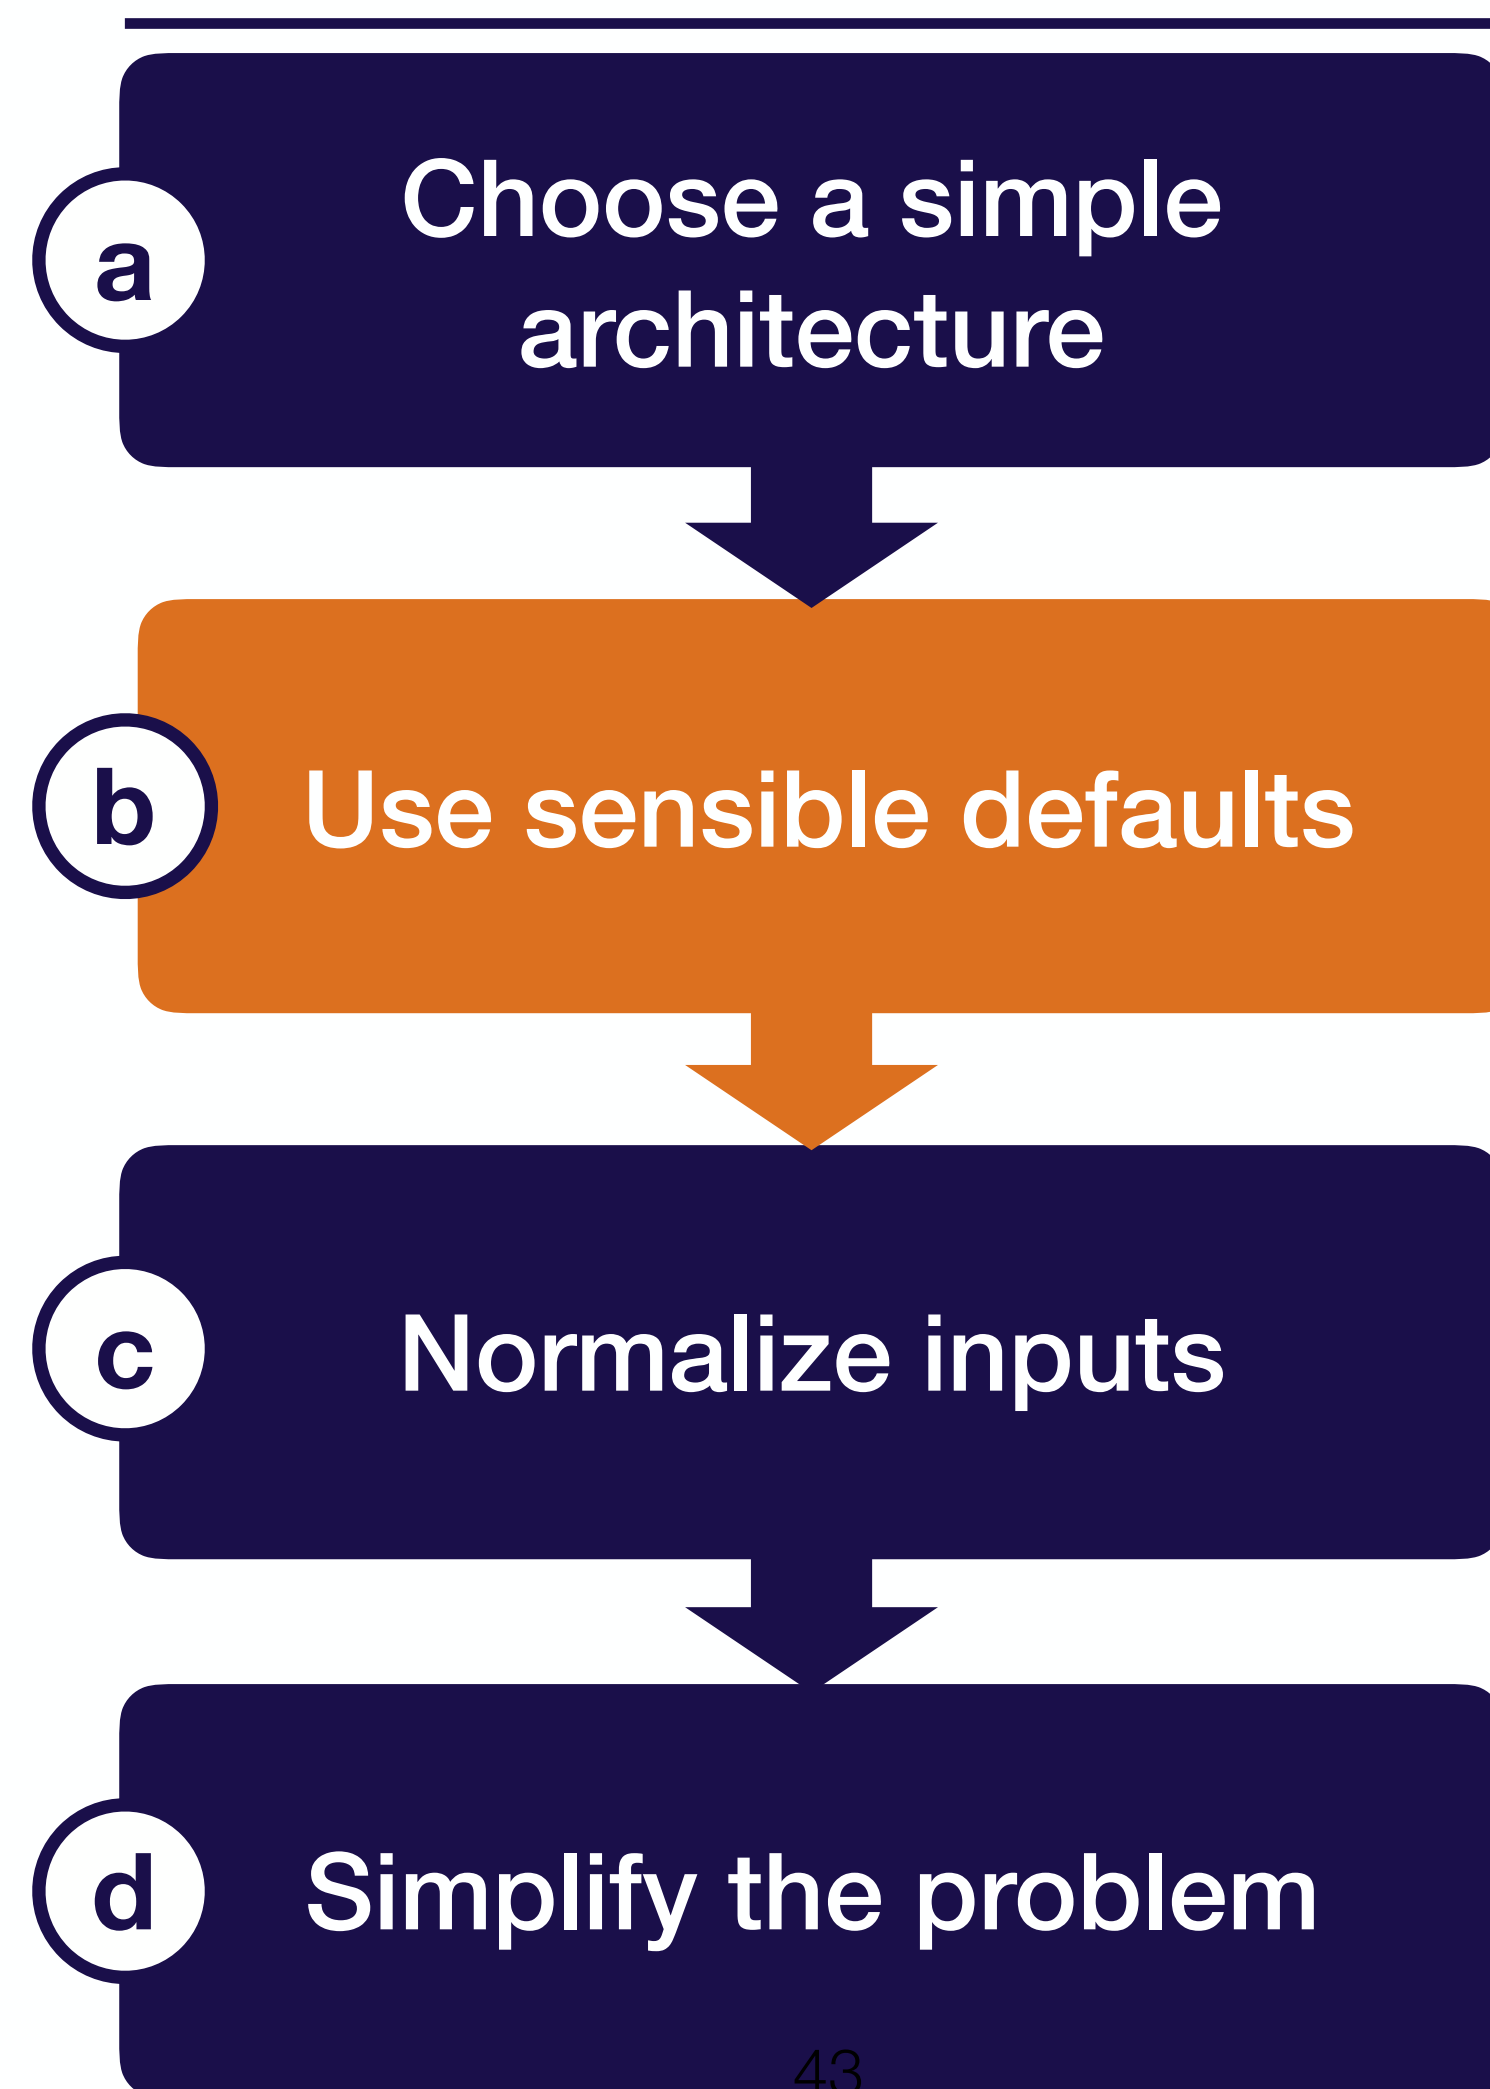 a
Choose a simple
architecture
b
Use sensible defaults
c
Normalize inputs
d
Simplify the problem
43